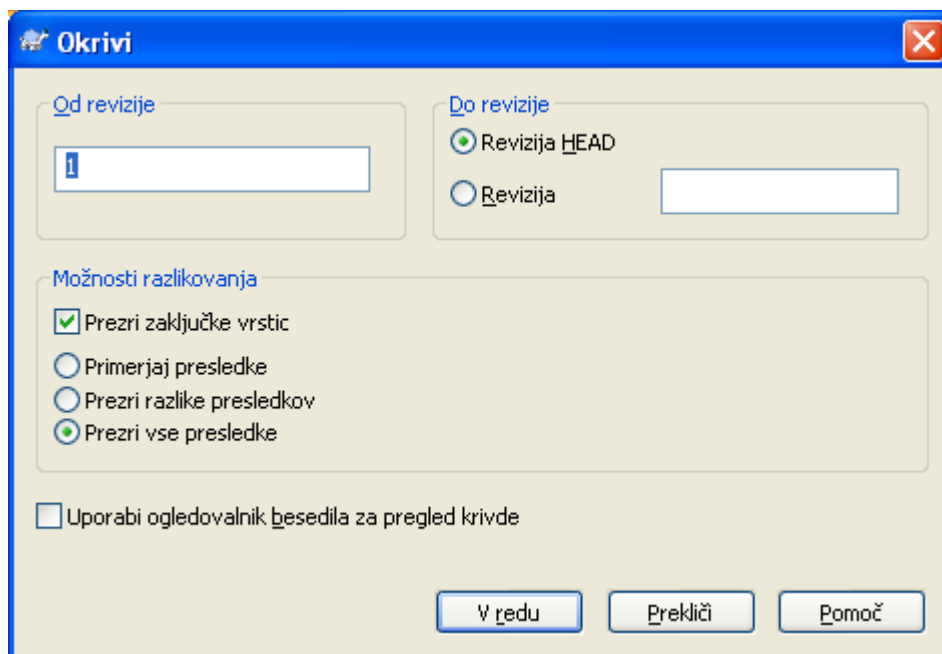 Okrivi
Od revizije
1
Do revizije
Revizija HEAD
Revizija
Možnosti razlikovanja
Prezri zaključke vrstic
Primerjaj presledke
Prezri razlike presledkov
Prezri vse presledke
Uporabi ogledovalnik besedila za pregled krivde
V redu
Prekliči
Pomoč